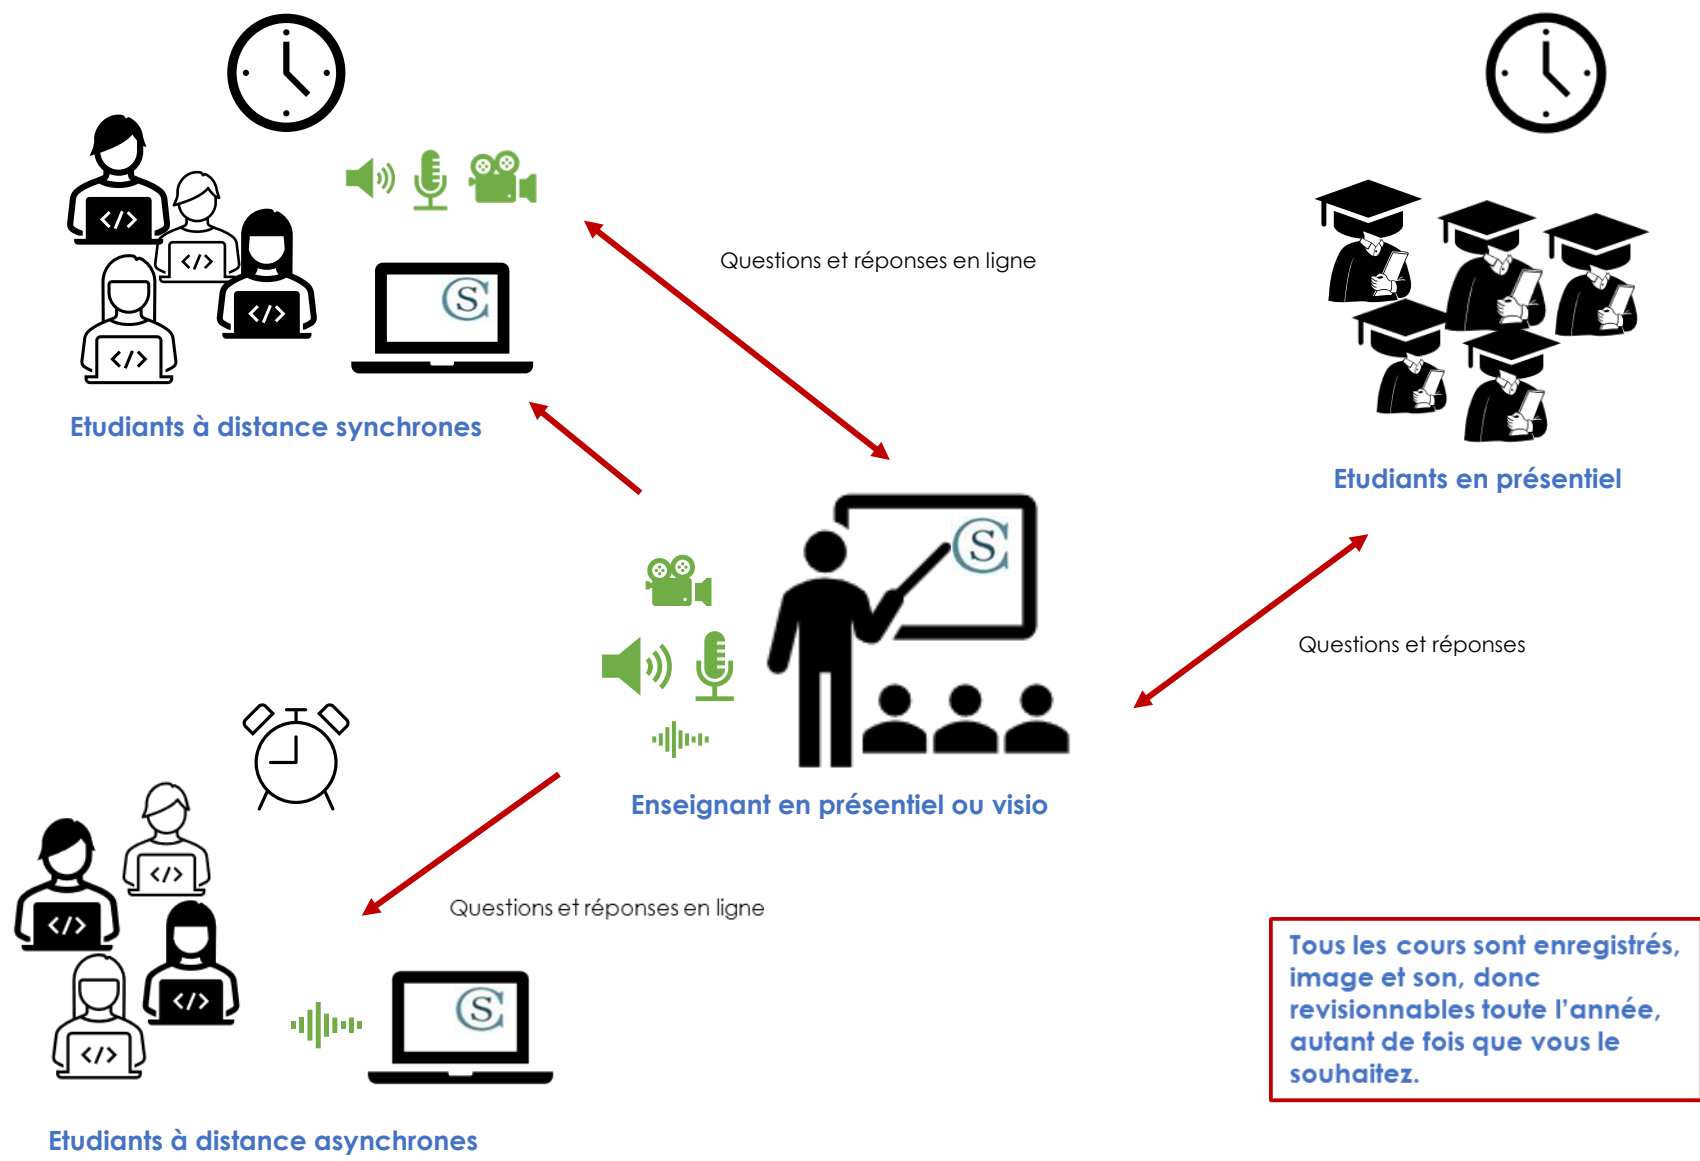 Questions et réponses en ligne
</>
</>
</>
</>
S
C
Etudiants à distance synchrones
Etudiants en présentiel
S
C
Questions et réponses
Enseignant en présentiel ou visio
</>
</>
</>
</>
Questions et réponses en ligne
S
C
Tous les cours sont enregistrés,
image et son, donc
revisionnables toute l'année,
autant de fois que vous le
souhaitez.
Etudiants à distance asynchrones